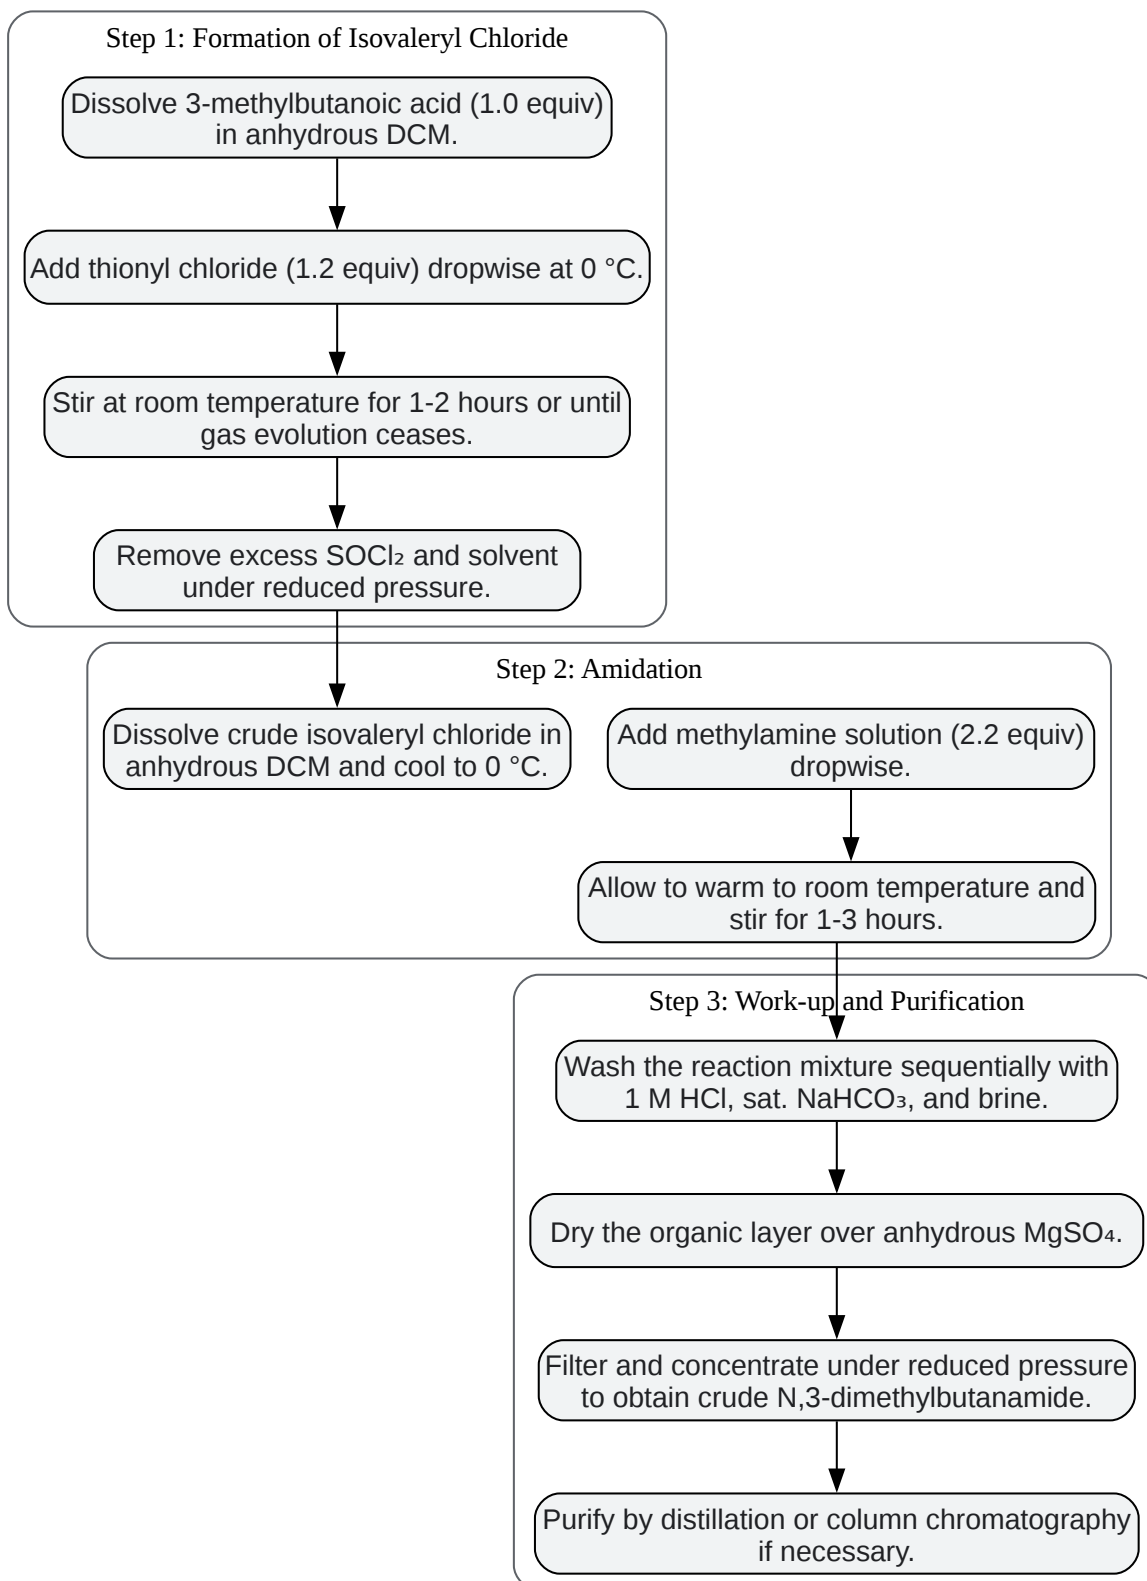 Step 1: Formation of Isovaleryl Chloride
Dissolve 3-methylbutanoic acid (1.0 equiv)
in anhydrous DCM.
Add thionyl chloride (1.2 equiv) dropwise at 0 °C.
Stir at room temperature for 1-2 hours or until
gas evolution ceases.
Remove excess SOCl₂ and solvent
under reduced pressure.
Step 2: Amidation
Dissolve crude isovaleryl chloride in
anhydrous DCM and cool to 0 °C.
Add methylamine solution (2.2 equiv)
dropwise.
Allow to warm to room temperature and
stir for 1-3 hours.
Step 3: Work-up and Purification
Wash the reaction mixture sequentially with
1 M HCl, sat. NaHCO₃, and brine.
Dry the organic layer over anhydrous MgSO₄.
Filter and concentrate under reduced pressure
to obtain crude N,3-dimethylbutanamide.
Purify by distillation or column chromatography
if necessary.